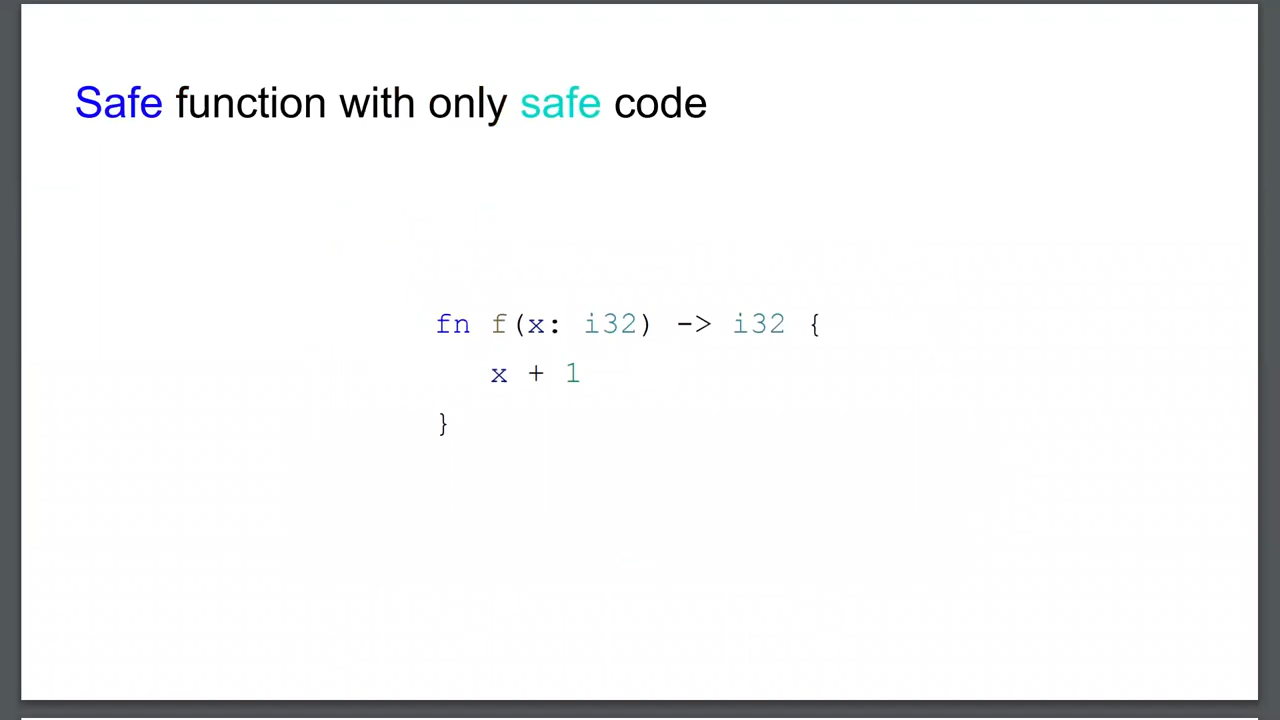 Safe function with only safe code
fn f(x: i32) -> i32 {
x + 1
}